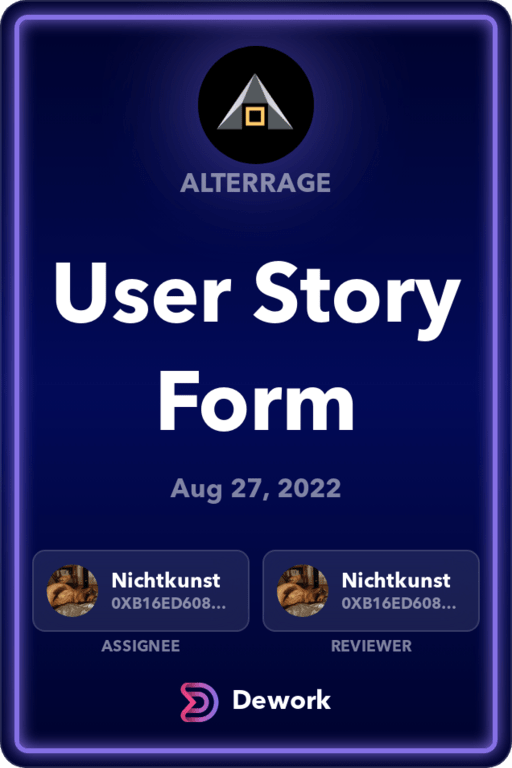 ALTERRAGE
User Story
Form
Aug 27, 2022
Nichtkunst
0XB16ED608...
ASSIGNEE
Nichtkunst
0XB16ED608...
REVIEWER
Dework